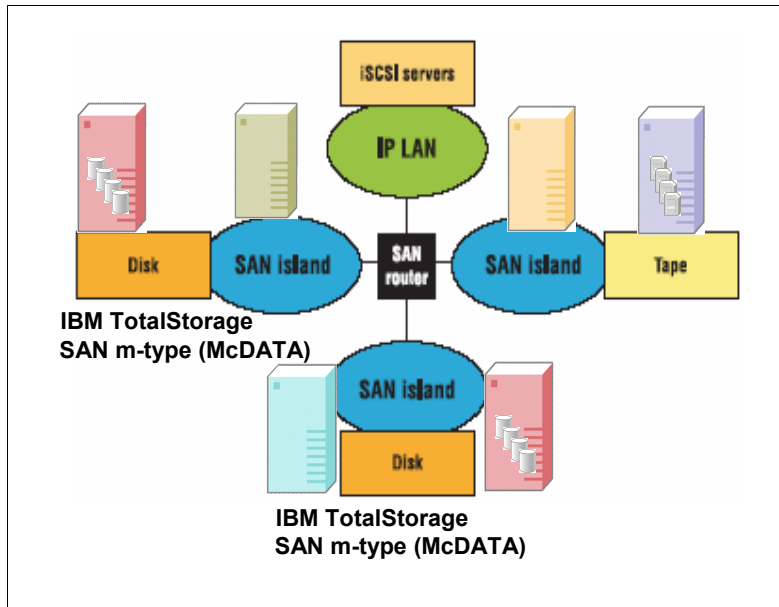 iSCSI servers
IP LAN
Disk
SAN island
SAN
router
SAN island
Tape
IBM TotalStorage
SAN m-type (McDATA)
SAN island
Disk
IBM TotalStorage
SAN m-type (McDATA)